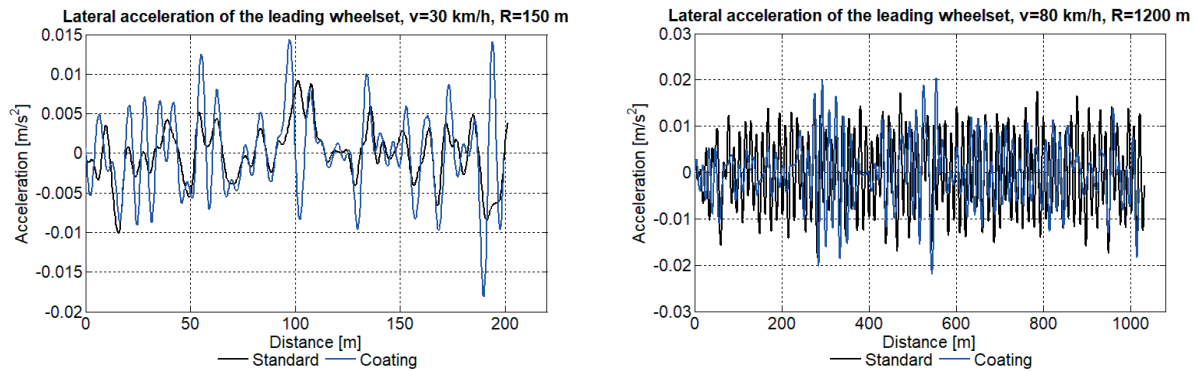 Lateral acceleration of the leading wheelset, v=30 km/h, R=150 m
0.015
0.01
0.005
0
-0.005
-0.01
-0.015
-0.02
Acceleration [m/s²]
0 50 100 150 200
Distance [m]
Standard Coating
Lateral acceleration of the leading wheelset, v=80 km/h, R=1200 m
0.03
0.02
0.01
0
-0.01
-0.02
-0.03
Acceleration [m/s²]
0 200 400 600 800 1000
Distance [m]
Standard Coating